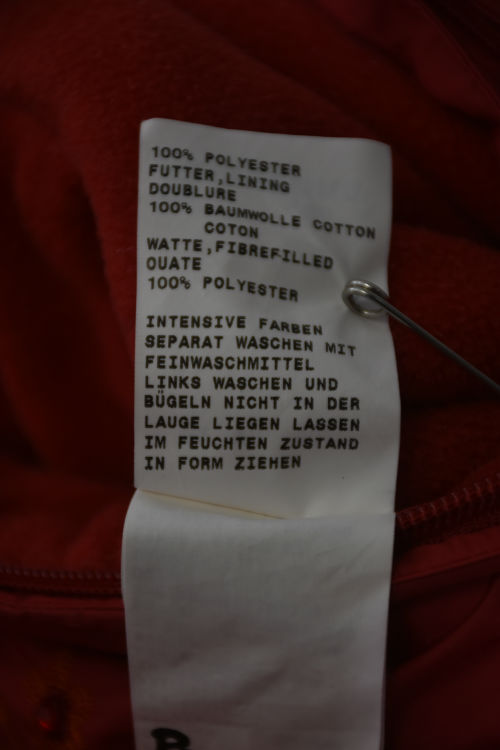 100% POLYESTER
FUTTER,LINING
DOUBLURE
100% BAUMWOLLE COTTON
COTON
WATTE,FIBREFILLED
OUATE
100% POLYESTER
INTENSIVE FARBEN
SEPARAT WASCHEN MIT
FEINWASCHMITTEL
LINKS WASCHEN UND
BÜGELN NICHT IN DER
LAUGE LIEGEN LASSEN
IM FEUCHTEN ZUSTAND
IN FORM ZIEHEN